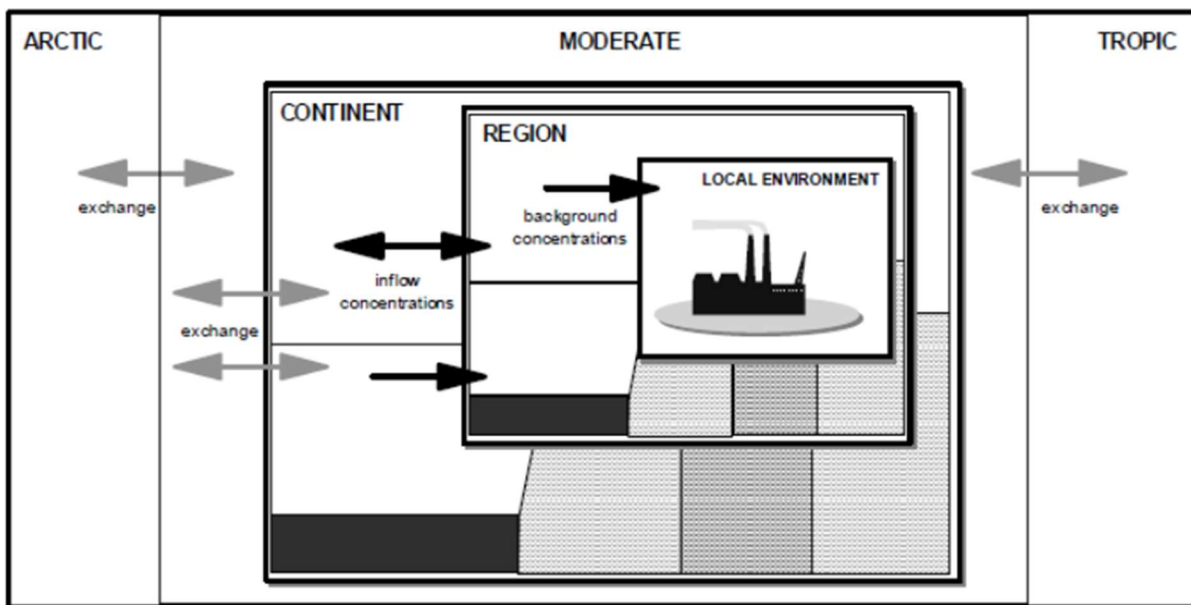 ARCTIC
MODERATE
TROPIC
CONTINENT
REGION
LOCAL ENVIRONMENT
exchange
background
concentrations
exchange
inflow
concentrations
exchange